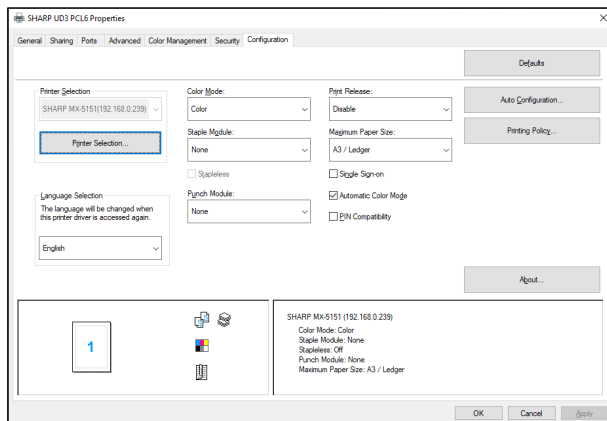 SHARP UD3 PCL6 Properties
General Sharing Ports Advanced Color Management Security Configuration
Defaults
Printer Selection
SHARP MX-5151(192.168.0.239)
Printer Selection...
Color Mode:
Color
Print Release:
Disable
Auto Configuration...
Staple Module:
None
Maximum Paper Size:
A3 / Ledger
Printing Policy...
Stapleless
Single Sign-on
Language Selection
The language will be changed when
this printer driver is accessed again.
English
Punch Module:
None
Automatic Color Mode
PIN Compatibility
About...
1
SHARP MX-5151 (192.168.0.239)
Color Mode: Color
Staple Module: None
Stapleless: Off
Punch Module: None
Maximum Paper Size: A3 / Ledger
OK Cancel Apply